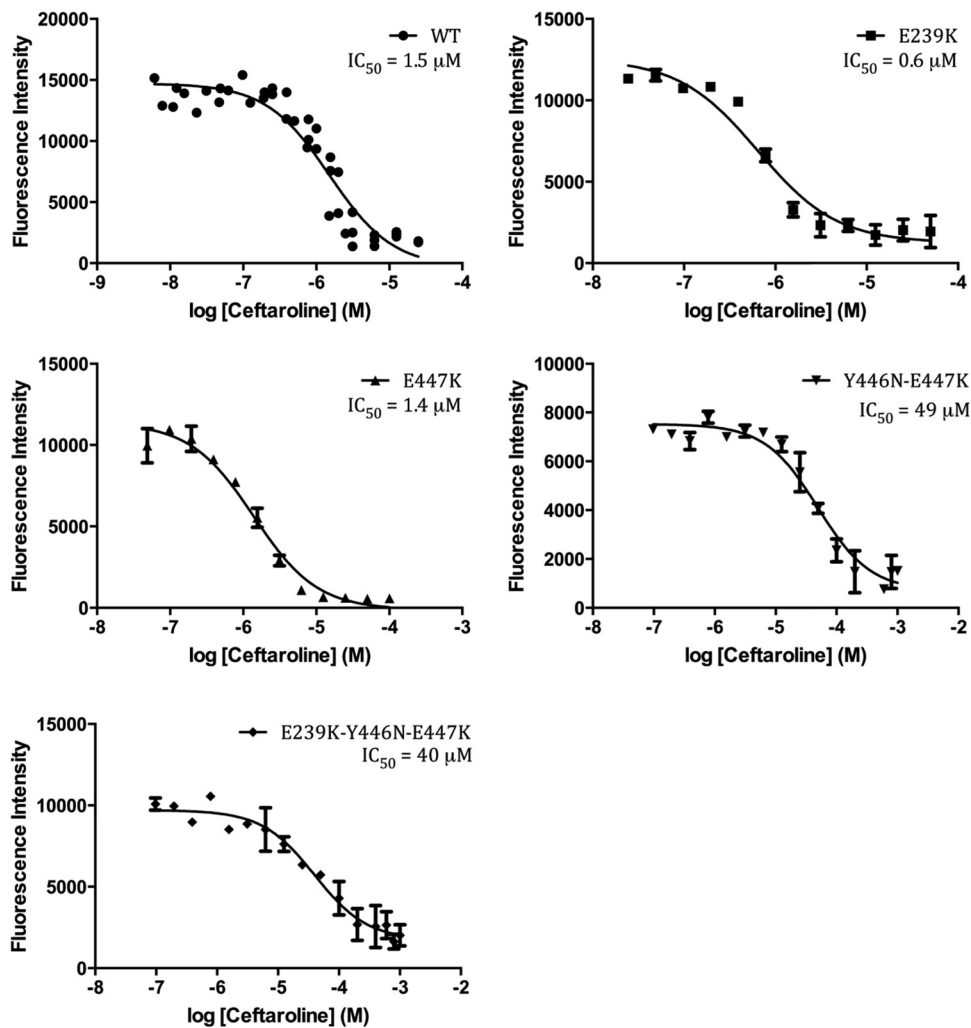 WT
IC50 = 1.5 μM
20000
15000
10000
5000
0
-9
-8
-7
-6
-5
-4
Fluorescence Intensity
log [Ceftaroline] (M)
E239K
IC50 = 0.6 μM
15000
10000
5000
0
-8
-7
-6
-5
-4
Fluorescence Intensity
log [Ceftaroline] (M)
E447K
IC50 = 1.4 μM
15000
10000
5000
0
-8
-7
-6
-5
-4
-3
Fluorescence Intensity
log [Ceftaroline] (M)
Y446N-E447K
IC50 = 49 μM
10000
8000
6000
4000
2000
0
-8
-7
-6
-5
-4
-3
-2
Fluorescence Intensity
log [Ceftaroline] (M)
E239K-Y446N-E447K
IC50 = 40 μM
15000
10000
5000
0
-8
-7
-6
-5
-4
-3
-2
Fluorescence Intensity
log [Ceftaroline] (M)